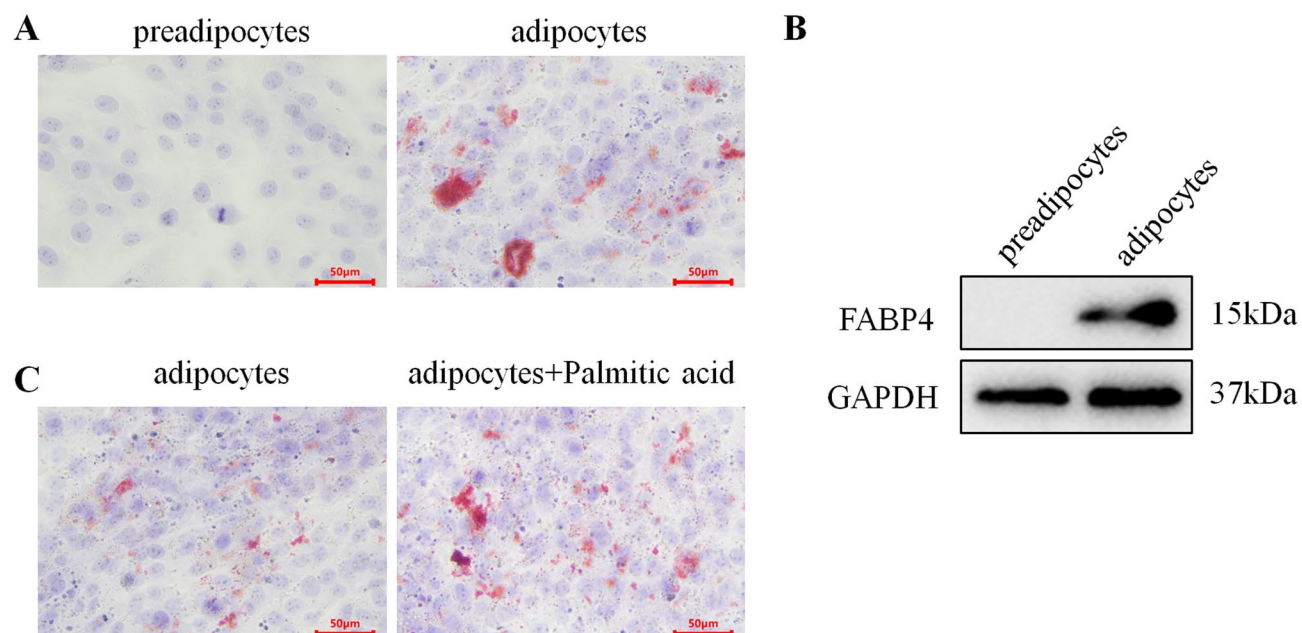 A
preadipocytes
adipocytes
50μm
50μm
B
preadipocytes
adipocytes
FABP4
15kDa
GAPDH
37kDa
C
adipocytes
adipocytes+Palmitic acid
50μm
50μm